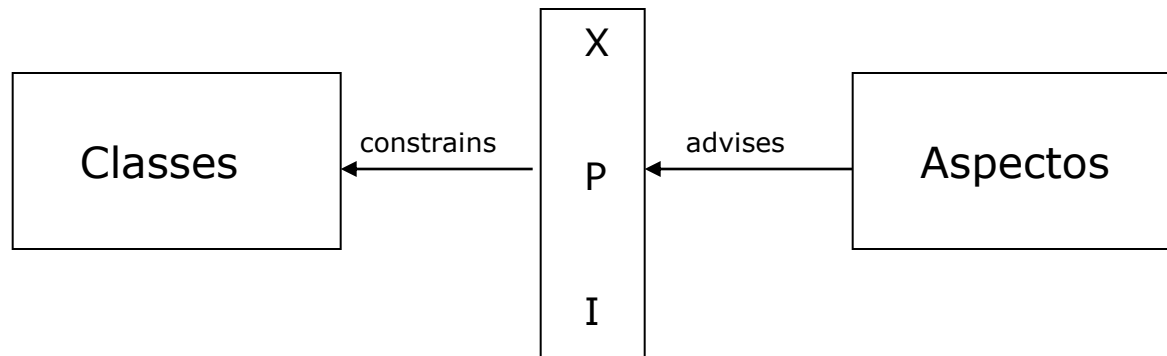 Classes
constrains
X
P
I
advises
Aspectos